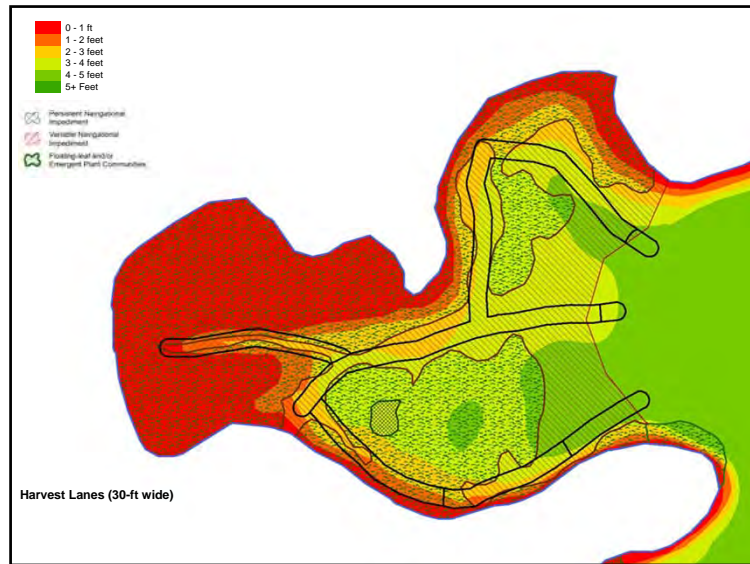 0 - 1 ft
1 - 2 feet
2 - 3 feet
3 - 4 feet
4 - 5 feet
5+ Feet
Persistent Navigational
Impediment
Variable Navigational
Impediment
Floating-leaf and/or
Emergent Plant Communities
Harvest Lanes (30-ft wide)